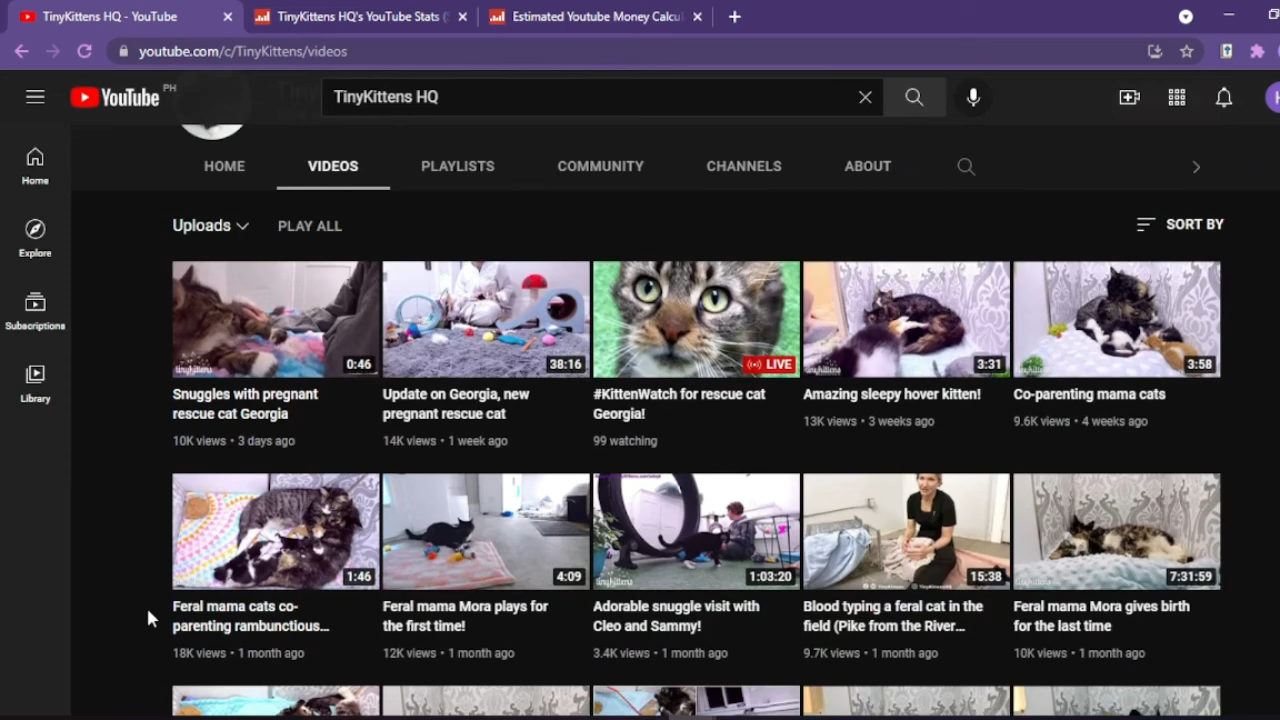 TinyKittens HQ - YouTube
TinyKittens HQ's YouTube Stats (
Estimated Youtube Money Calcu
youtube.com/c/TinyKittens/videos
YouTube PH
TinyKittens HQ
Home
Explore
Subscriptions
Library
HOME VIDEOS PLAYLISTS COMMUNITY CHANNELS ABOUT
Uploads PLAY ALL SORT BY
0:46 38:16 LIVE 3:31 3:58
Snuggles with pregnant
rescue cat Georgia
10K views • 3 days ago
Update on Georgia, new
pregnant rescue cat
14K views • 1 week ago
#KittenWatch for rescue cat
Georgia!
99 watching
Amazing sleepy hover kitten!
13K views • 3 weeks ago
Co-parenting mama cats
9.6K views • 4 weeks ago
1:46 4:09 1:03:20 15:38 7:31:59
Feral mama cats co-
parenting rambunctious...
18K views • 1 month ago
Feral mama Mora plays for
the first time!
12K views • 1 month ago
Adorable snuggle visit with
Cleo and Sammy!
3.4K views • 1 month ago
Blood typing a feral cat in the
field (Pike from the River...
9.7K views • 1 month ago
Feral mama Mora gives birth
for the last time
10K views • 1 month ago